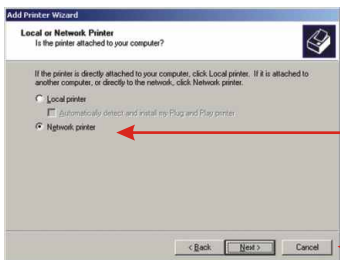 Add Printer Wizard
Local or Network Printer
Is the printer attached to your computer?
If the printer is directly attached to your computer, click Local printer. If it is attached to
another computer, or directly to the network, click Network printer.
Local printer
Automatically detect and install my Plug and Play printer
Network printer
< Back
Next >
Cancel